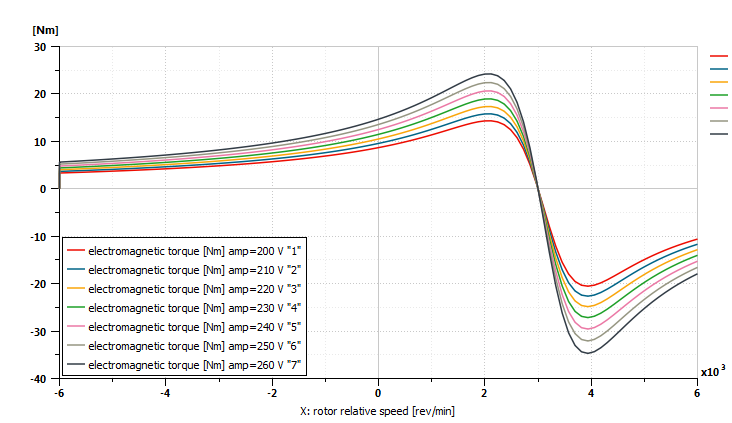 [Nm]
30
20
10
0
-10
-20
-30
-40
electromagnetic torque [Nm] amp=200 V "1"
electromagnetic torque [Nm] amp=210 V "2"
electromagnetic torque [Nm] amp=220 V "3"
electromagnetic torque [Nm] amp=230 V "4"
electromagnetic torque [Nm] amp=240 V "5"
electromagnetic torque [Nm] amp=250 V "6"
electromagnetic torque [Nm] amp=260 V "7"
x10³
-6 -4 -2 0 2 4 6
X: rotor relative speed [rev/min]